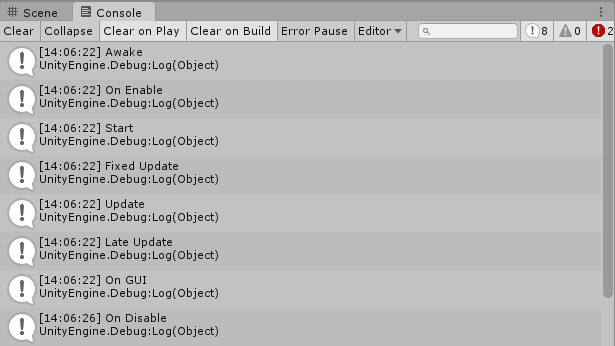 Scene Console
Clear Collapse Clear on Play Clear on Build Error Pause Editor 8 0 2
[14:06:22] Awake
UnityEngine.Debug:Log(Object)
[14:06:22] On Enable
UnityEngine.Debug:Log(Object)
[14:06:22] Start
UnityEngine.Debug:Log(Object)
[14:06:22] Fixed Update
UnityEngine.Debug:Log(Object)
[14:06:22] Update
UnityEngine.Debug:Log(Object)
[14:06:22] Late Update
UnityEngine.Debug:Log(Object)
[14:06:22] On GUI
UnityEngine.Debug:Log(Object)
[14:06:26] On Disable
UnityEngine.Debug:Log(Object)